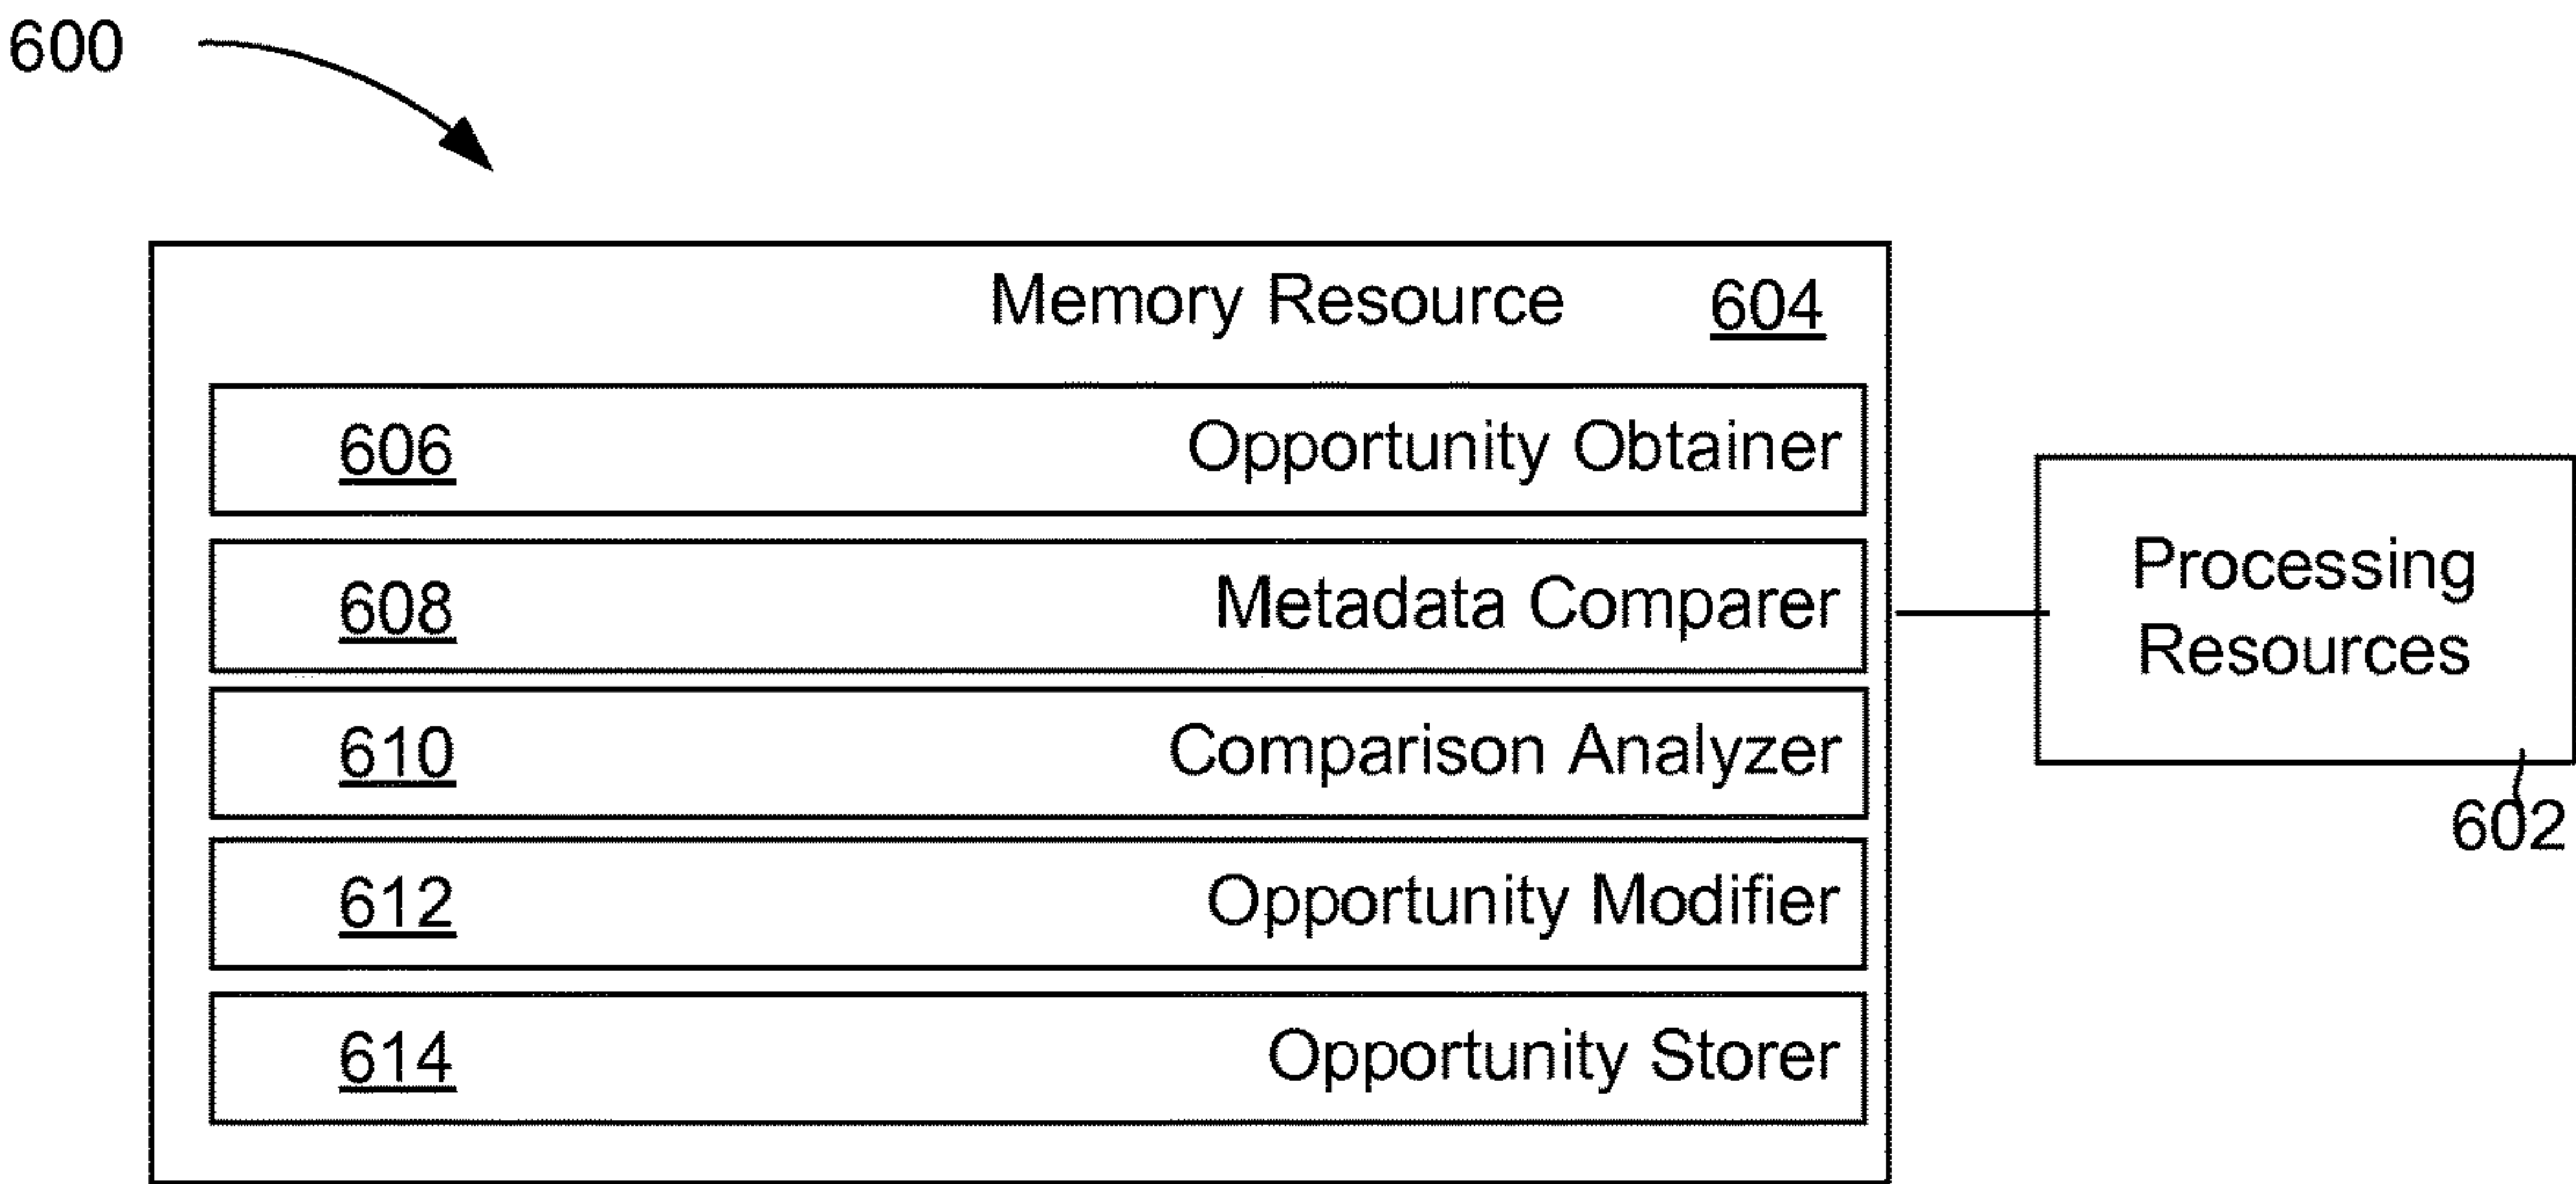 600
Memory Resource 604
606 Opportunity Obtainer
608 Metadata Comparer
610 Comparison Analyzer
612 Opportunity Modifier
614 Opportunity Storer
Processing
Resources
602